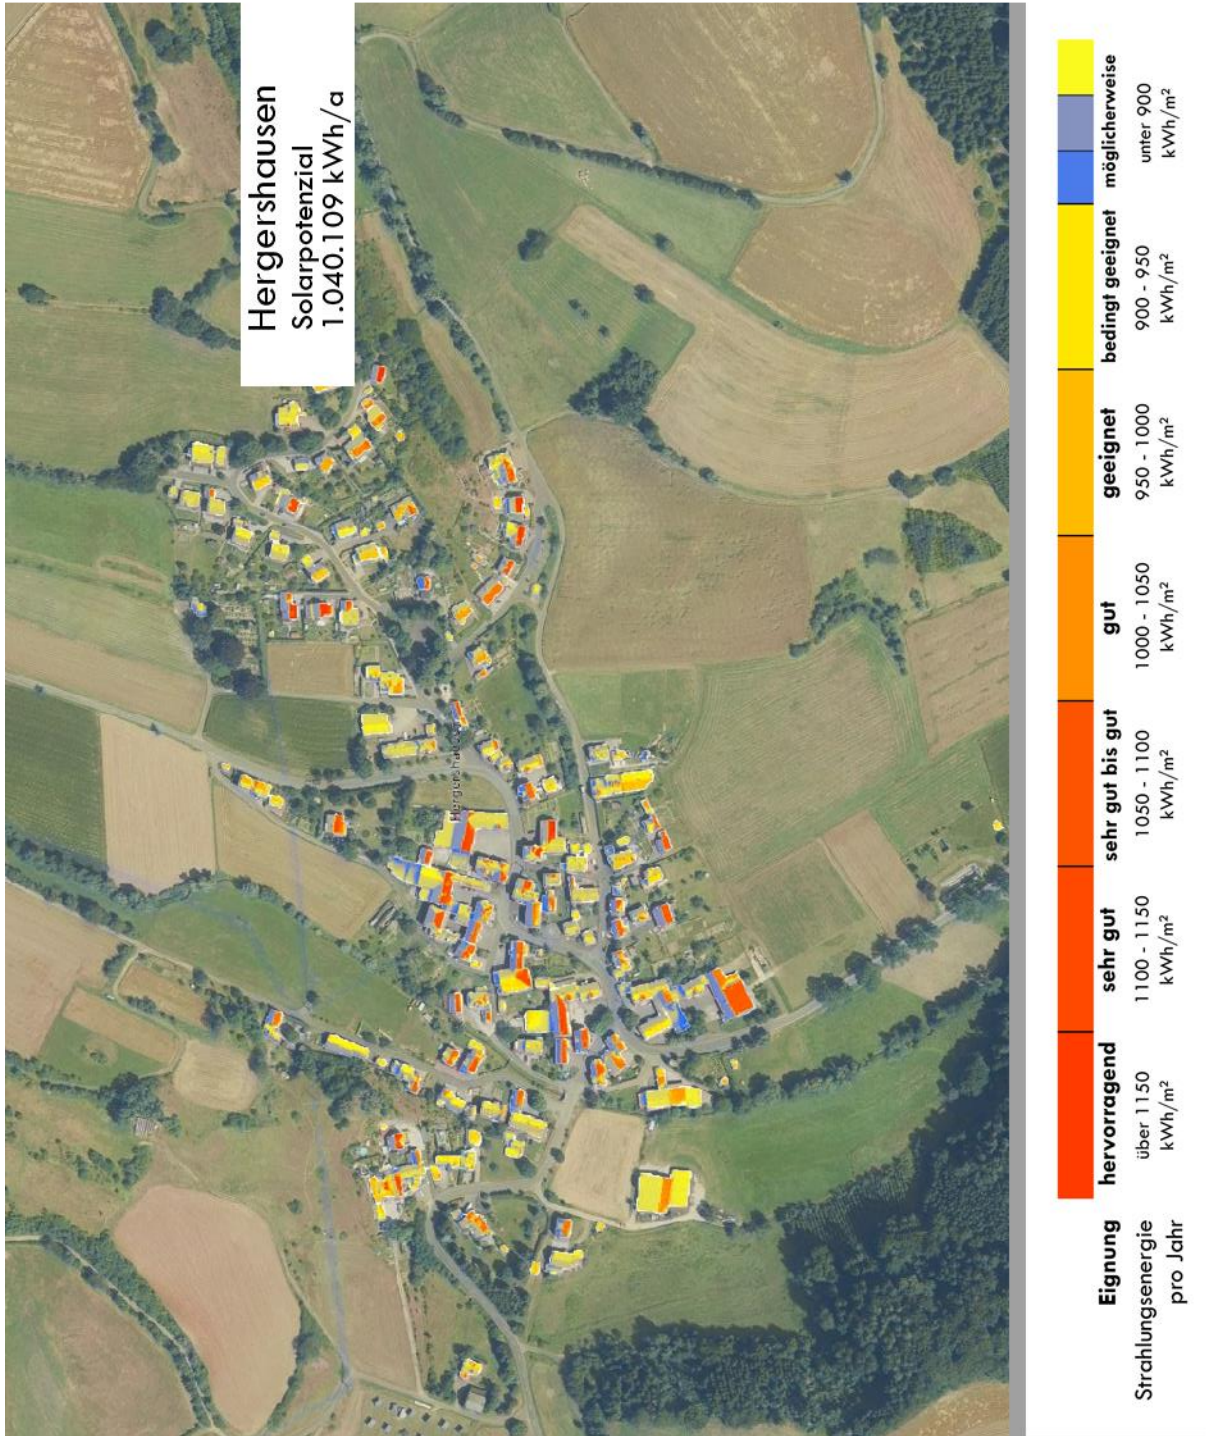 Hergershausen
Solarpotenzial
1.040.109 kWh/a
Hergershausen
Eignung
Strahlungsenergie
pro Jahr
hervorragend
über 1150
kWh/m²
sehr gut
1100 - 1150
kWh/m²
sehr gut bis gut
1050 - 1100
kWh/m²
gut
1000 - 1050
kWh/m²
geeignet
950 - 1000
kWh/m²
bedingt geeignet
900 - 950
kWh/m²
möglicherweise
unter 900
kWh/m²